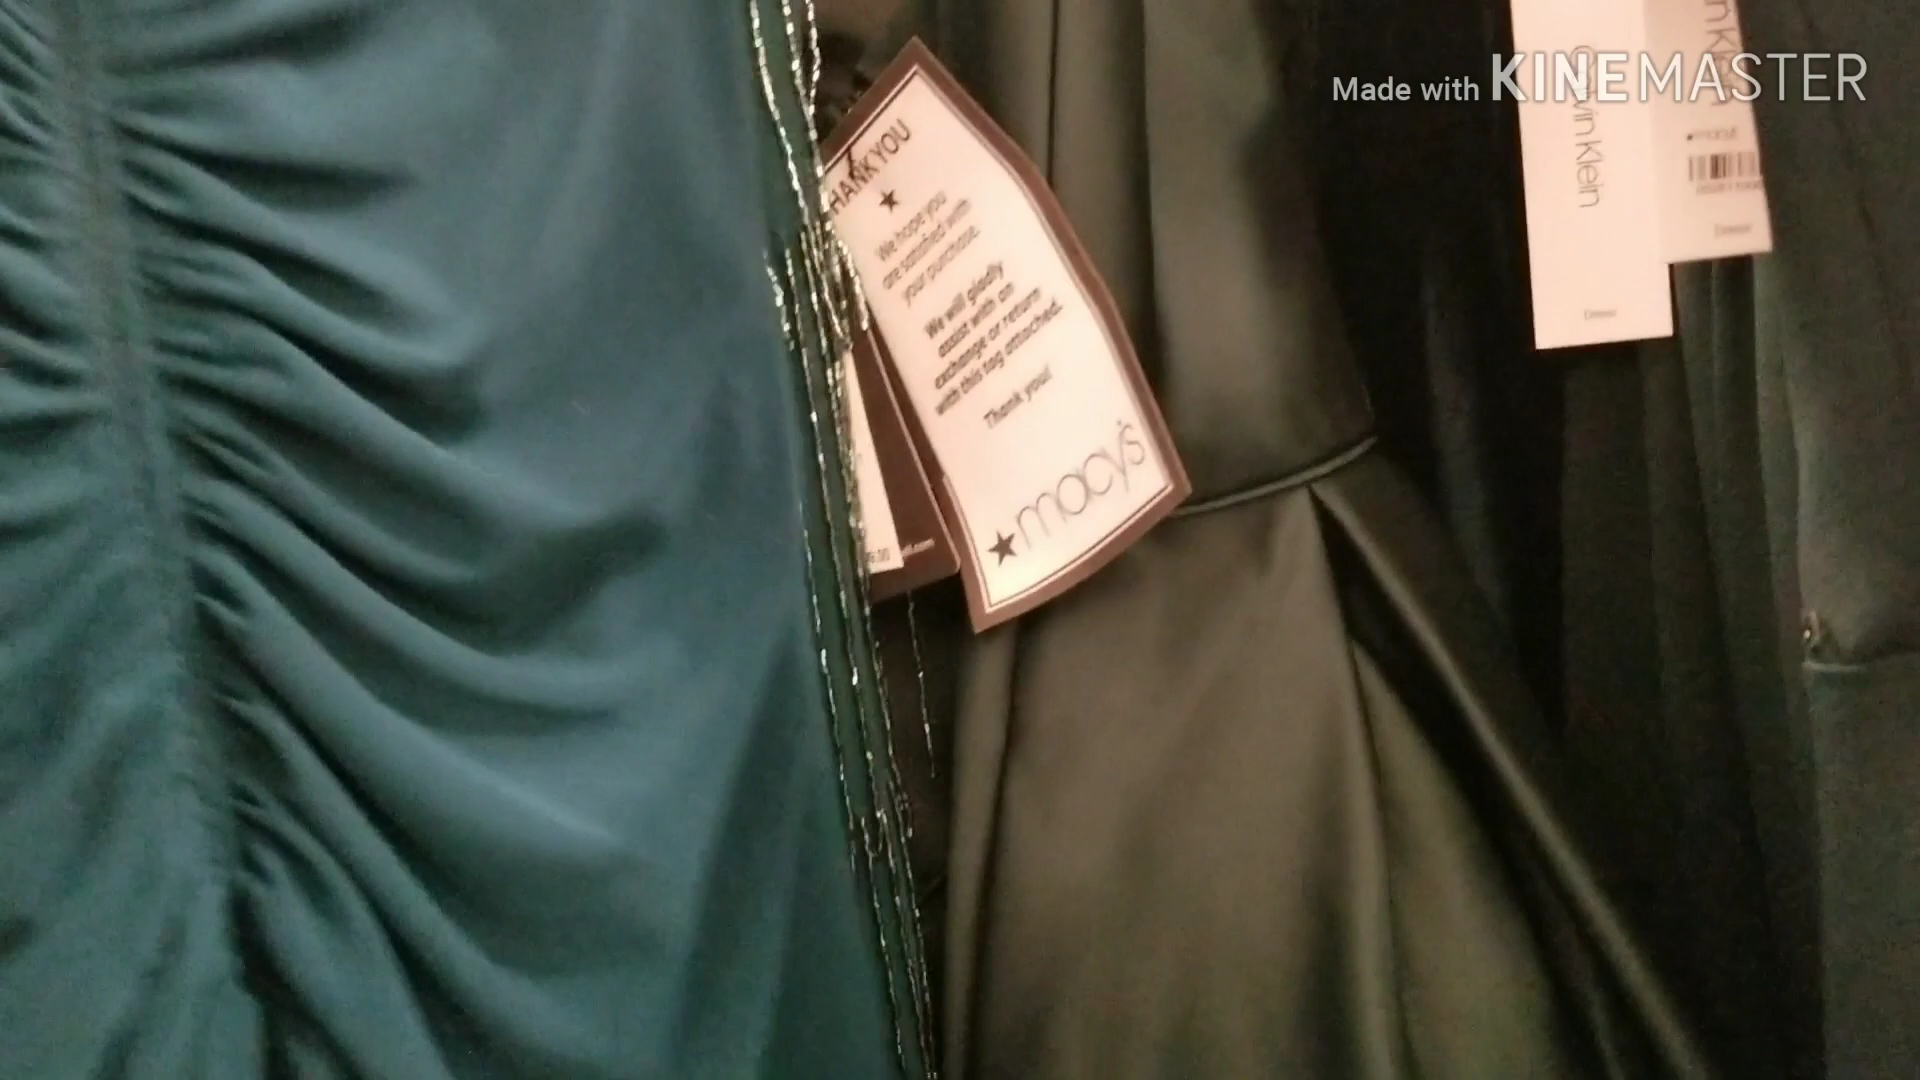 Made with KINEMASTER
THANK YOU
We hope you
are satisfied with
your purchase.
We will gladly
assist with an
exchange or return
with this tag attached.
Thank you!
macy's
Calvin Klein
macy's